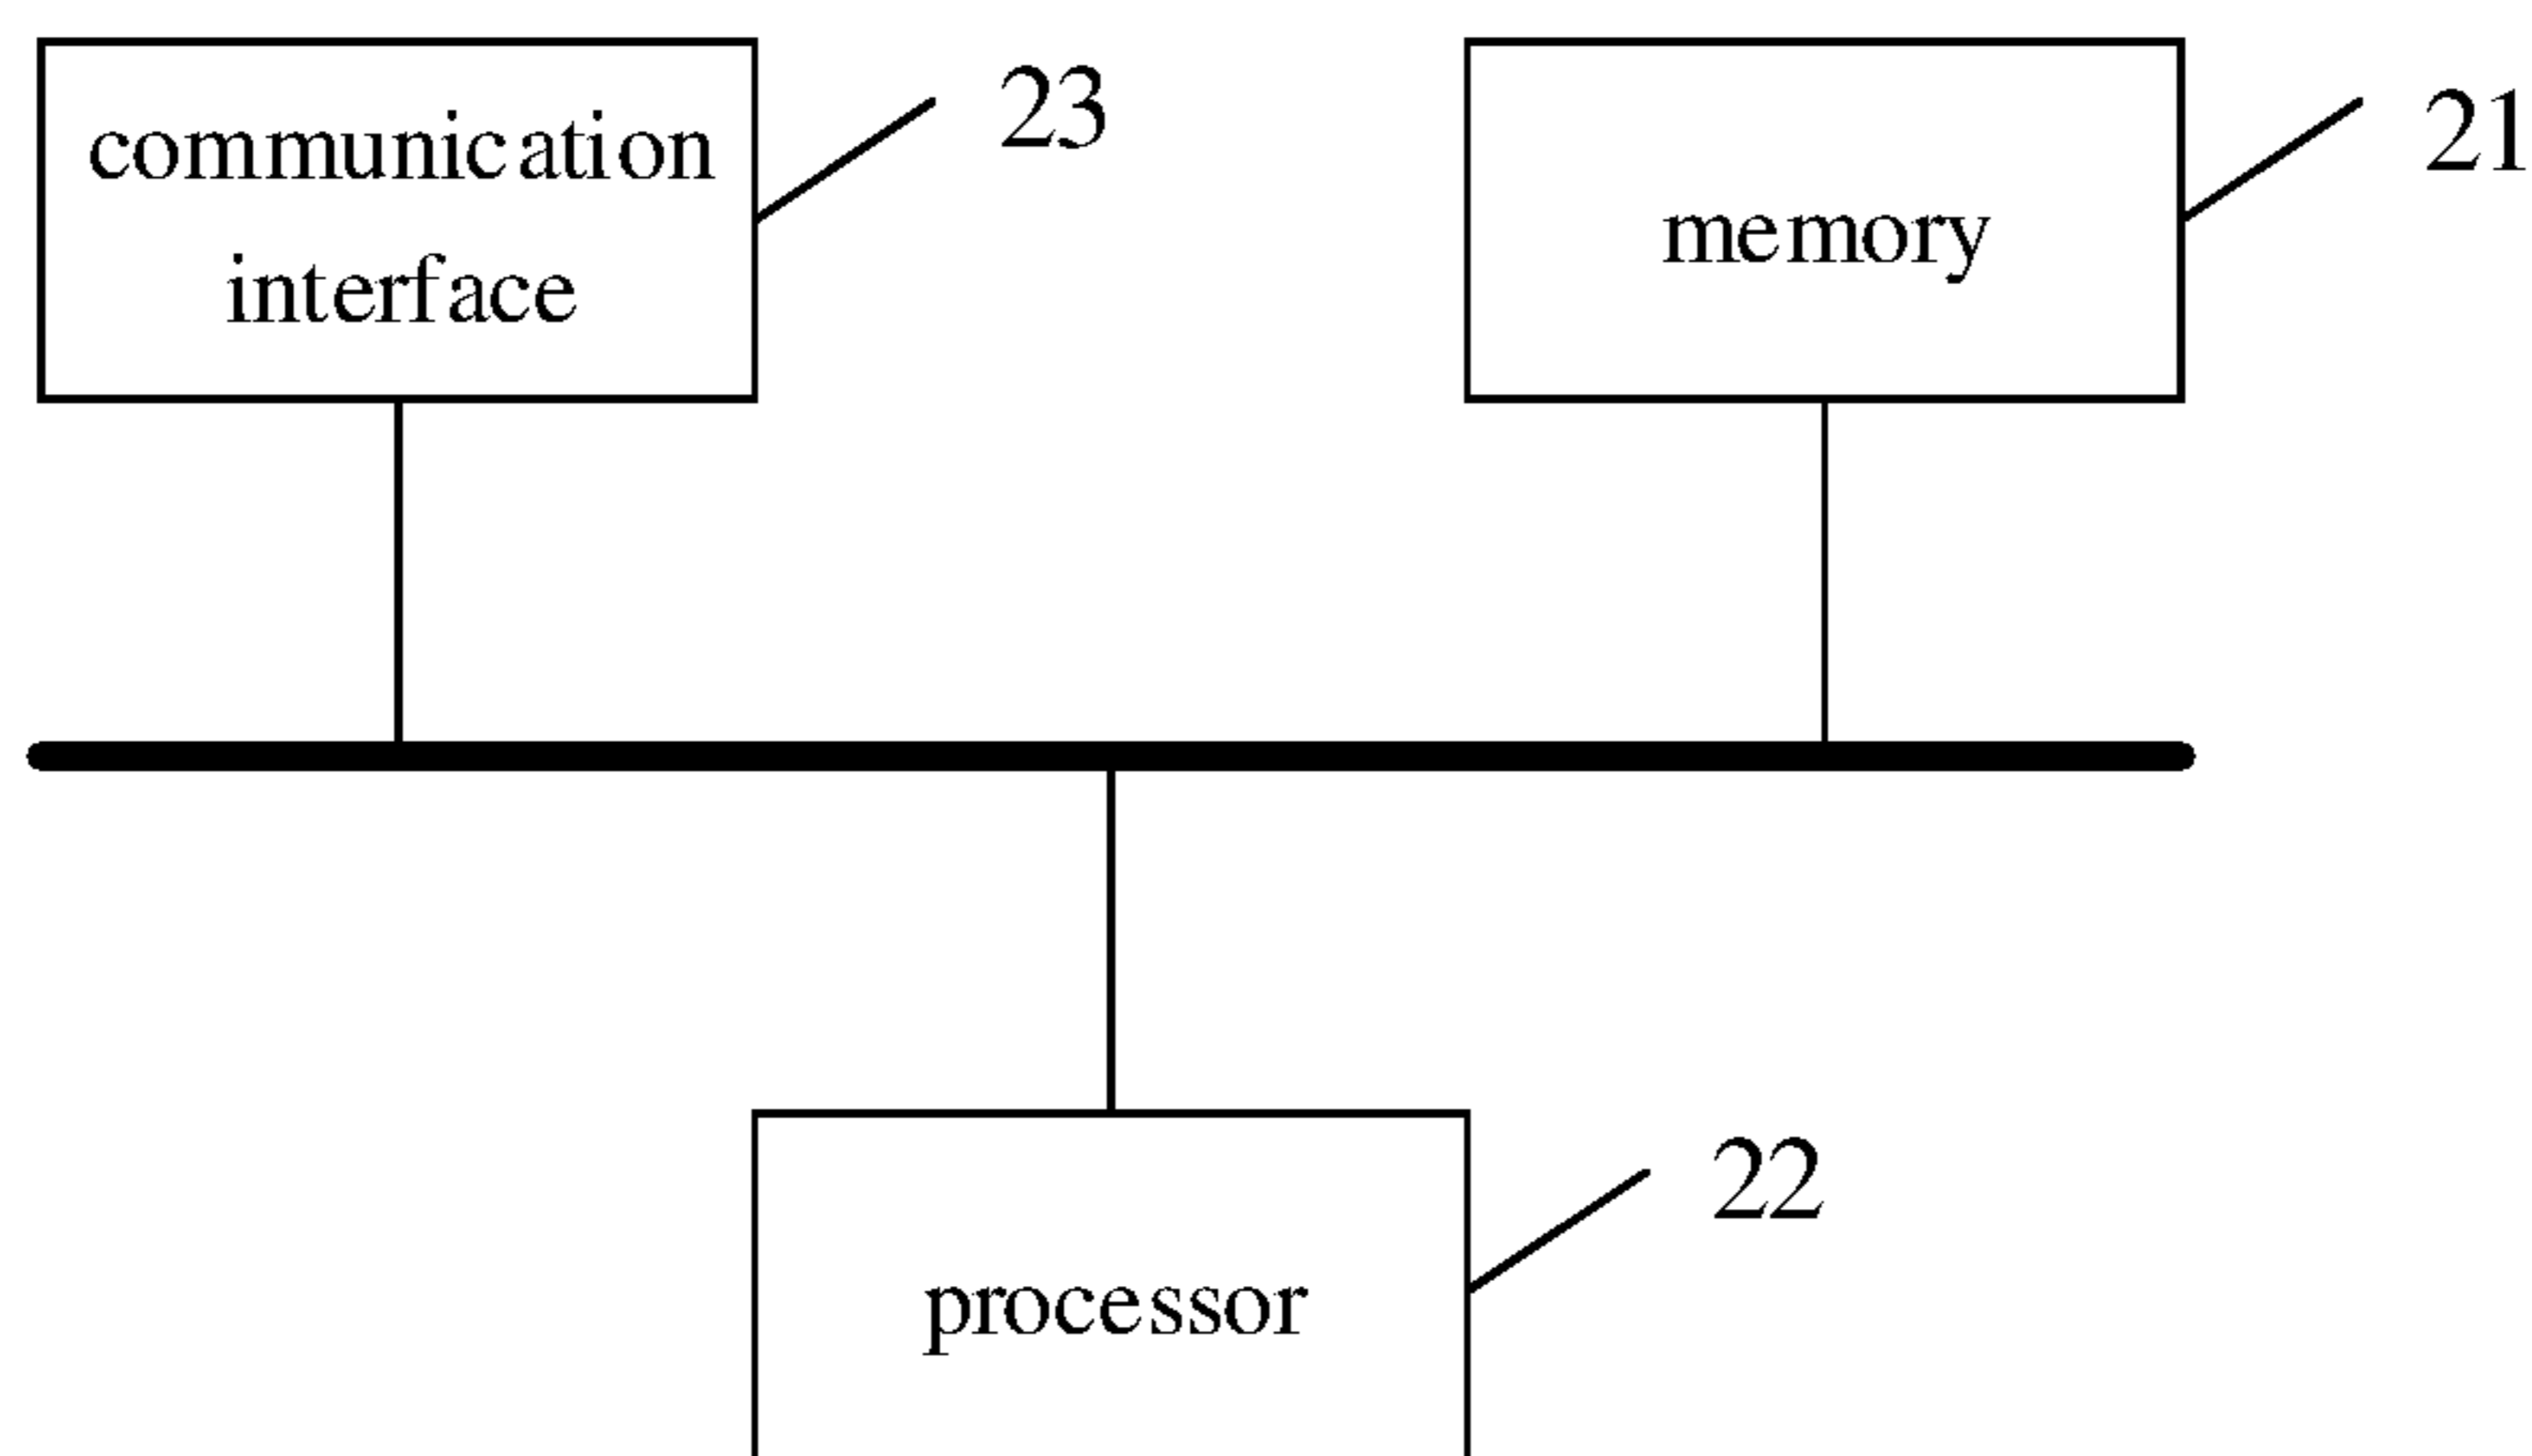 communication
interface
23
memory
21
processor
22